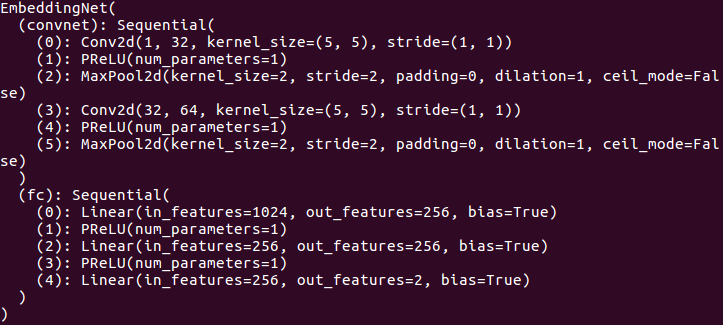 EmbeddingNet(
  (convnet): Sequential(
    (0): Conv2d(1, 32, kernel_size=(5, 5), stride=(1, 1))
    (1): PReLU(num_parameters=1)
    (2): MaxPool2d(kernel_size=2, stride=2, padding=0, dilation=1, ceil_mode=Fal
se)
    (3): Conv2d(32, 64, kernel_size=(5, 5), stride=(1, 1))
    (4): PReLU(num_parameters=1)
    (5): MaxPool2d(kernel_size=2, stride=2, padding=0, dilation=1, ceil_mode=Fal
se)
  )
  (fc): Sequential(
    (0): Linear(in_features=1024, out_features=256, bias=True)
    (1): PReLU(num_parameters=1)
    (2): Linear(in_features=256, out_features=256, bias=True)
    (3): PReLU(num_parameters=1)
    (4): Linear(in_features=256, out_features=2, bias=True)
  )
)